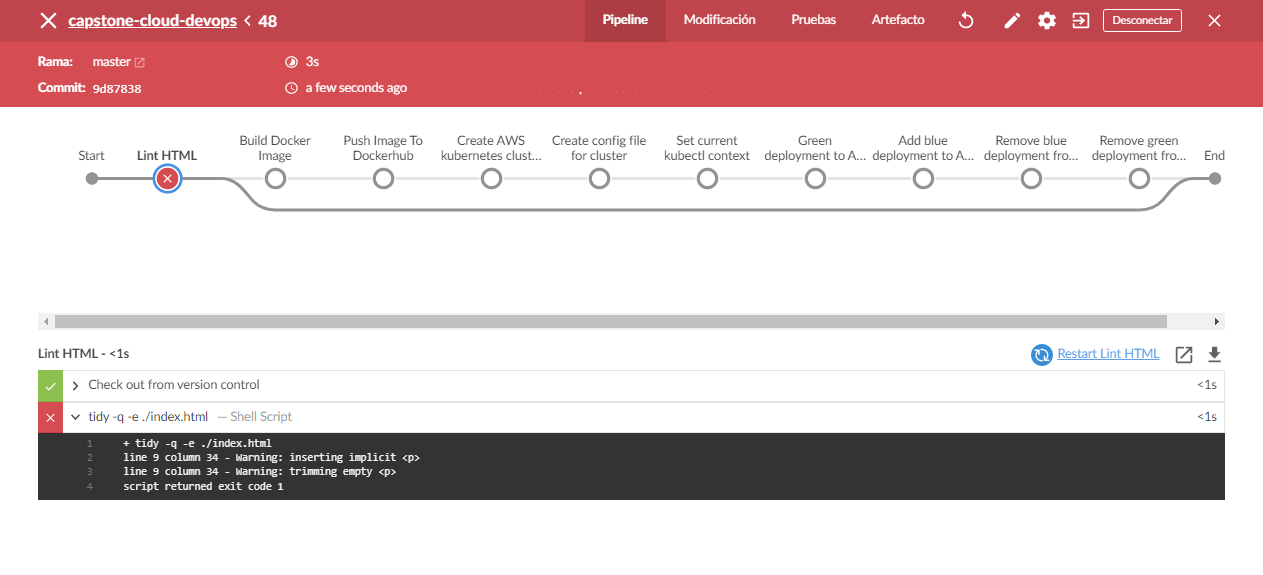 capstone-cloud-devops < 48
Pipeline Modificación Pruebas Artefacto Desconectar
Rama: master 3s
Commit: 9d87838 a few seconds ago
Start
Lint HTML
Build Docker
Image
Push Image To
Dockerhub
Create AWS
kubernetes clust...
Create config file
for cluster
Set current
kubectl context
Green
deployment to A...
Add blue
deployment to A...
Remove blue
deployment fro...
Remove green
deployment fro...
End
Lint HTML - <1s
Restart Lint HTML
Check out from version control <1s
tidy -q -e ./index.html — Shell Script <1s
1 + tidy -q -e ./index.html
2 line 9 column 34 - Warning: inserting implicit <p>
3 line 9 column 34 - Warning: trimming empty <p>
4 script returned exit code 1